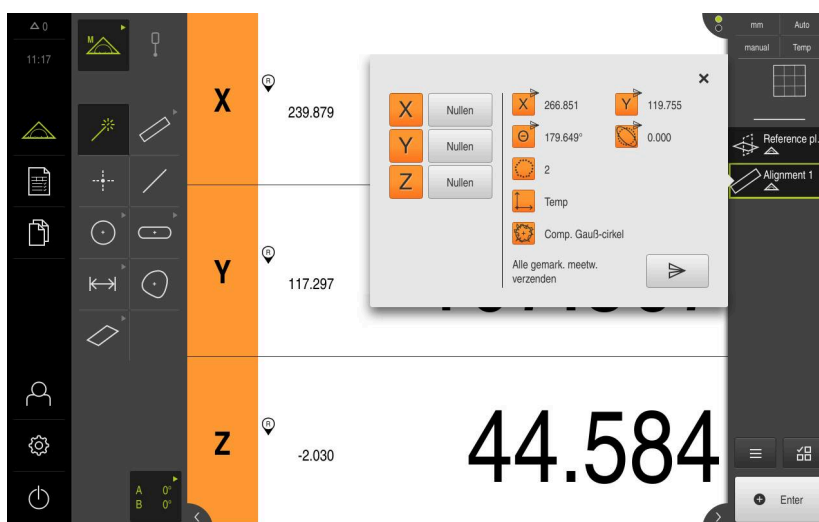 0
11:17
M
A 0°
B 0°
X
R
239.879
Y
R
117.297
Z
R
-2.030
44.584
X Nullen
Y Nullen
Z Nullen
X 266.851 Y 119.755
Θ 179.649° 0.000
2
Temp
Comp. Gauß-cirkel
Alle gemark. meetw.
verzenden
mm Auto
manual Temp
Reference pl.
Alignment 1
Enter